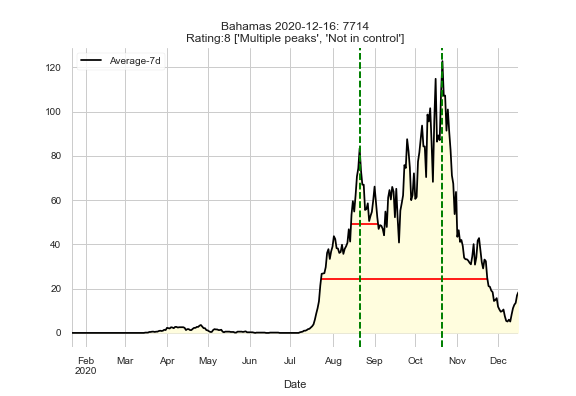 Bahamas 2020-12-16: 7714
Rating:8 ['Multiple peaks', 'Not in control']
Average-7d
120
100
80
60
40
20
0
Feb Mar Apr May Jun Jul Aug Sep Oct Nov Dec
2020
Date